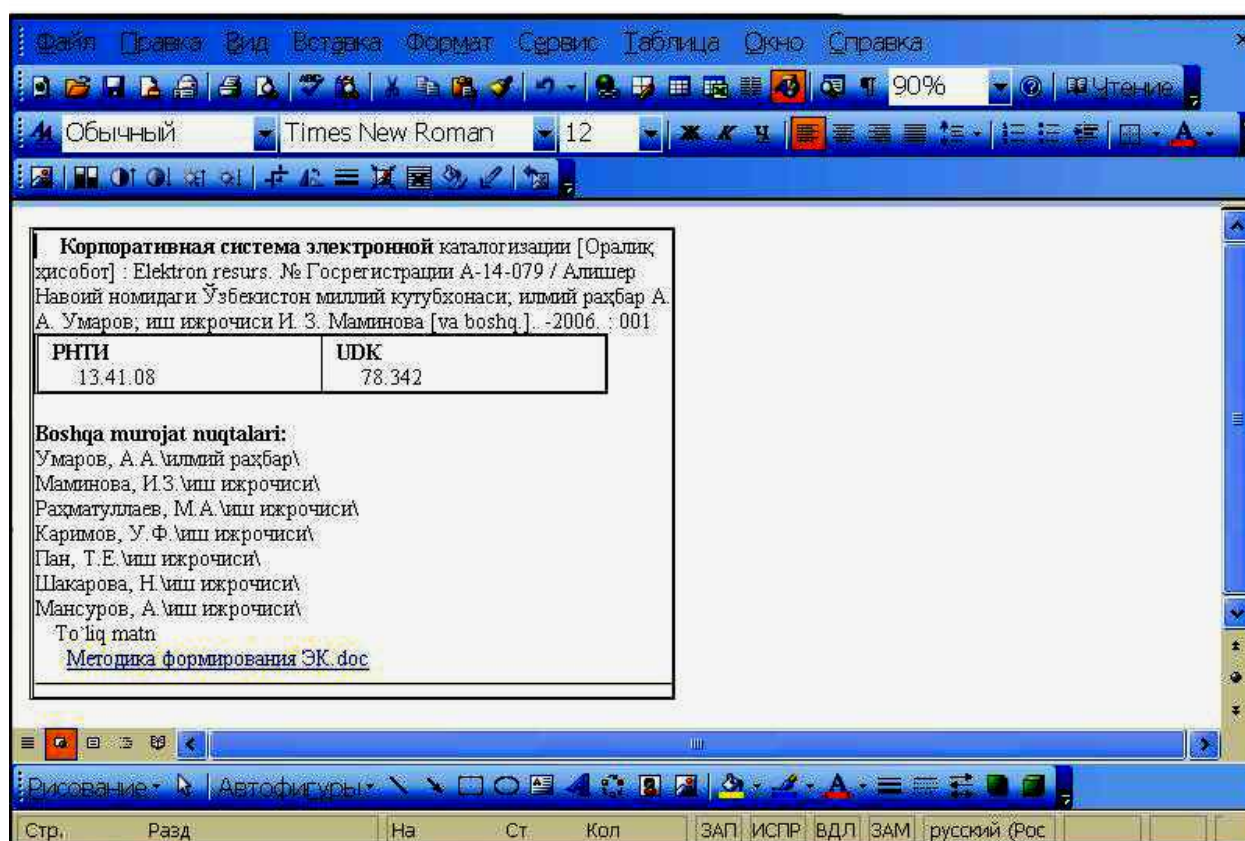 Файл Правка Вид Вставка Формат Сервис Таблица Окно Справка
90% Чтение
Обычный Times New Roman 12 Ж К Ч
Корпоративная система электронной каталогизации [Оралиқ
ҳисобот] : Elektron resurs. № Госрегистрации А-14-079 / Алишер
Навоий номидаги Ўзбекистон миллий кутубхонаси; илмий раҳбар А.
А. Умаров; иш ижрочиси И. З. Маминова [va boshq.]. -2006. : 001
РНТИ UDK
13.41.08 78.342
Boshqa murojat nuqtalari:
Умаров, А.А.\илмий раҳбар\
Маминова, И.З.\иш ижрочиси\
Раҳматуллаев, М.А.\иш ижрочиси\
Каримов, У.Ф.\иш ижрочиси\
Пан, Т.Е.\иш ижрочиси\
Шакарова, Н.\иш ижрочиси\
Мансуров, А.\иш ижрочиси\
To`liq matn
Методика формирования ЭК.doc
Рисование Автофигуры
Стр. Разд На Ст Кол ЗАП ИСПР ВДЛ ЗАМ русский (Рос